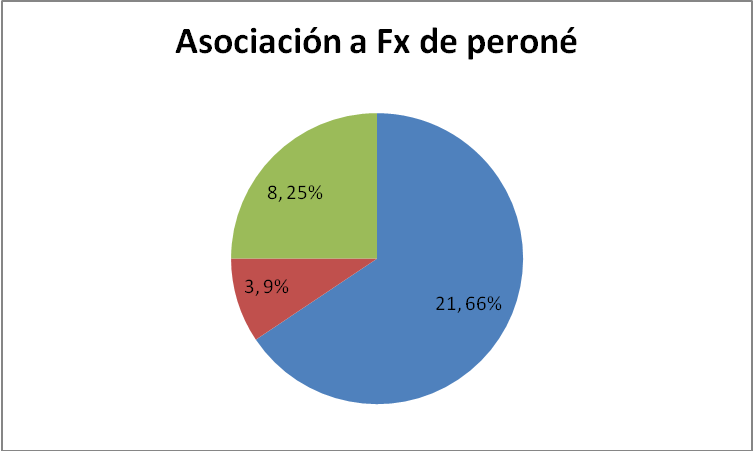 Asociación a Fx de peroné
8, 25%
3, 9%
21, 66%